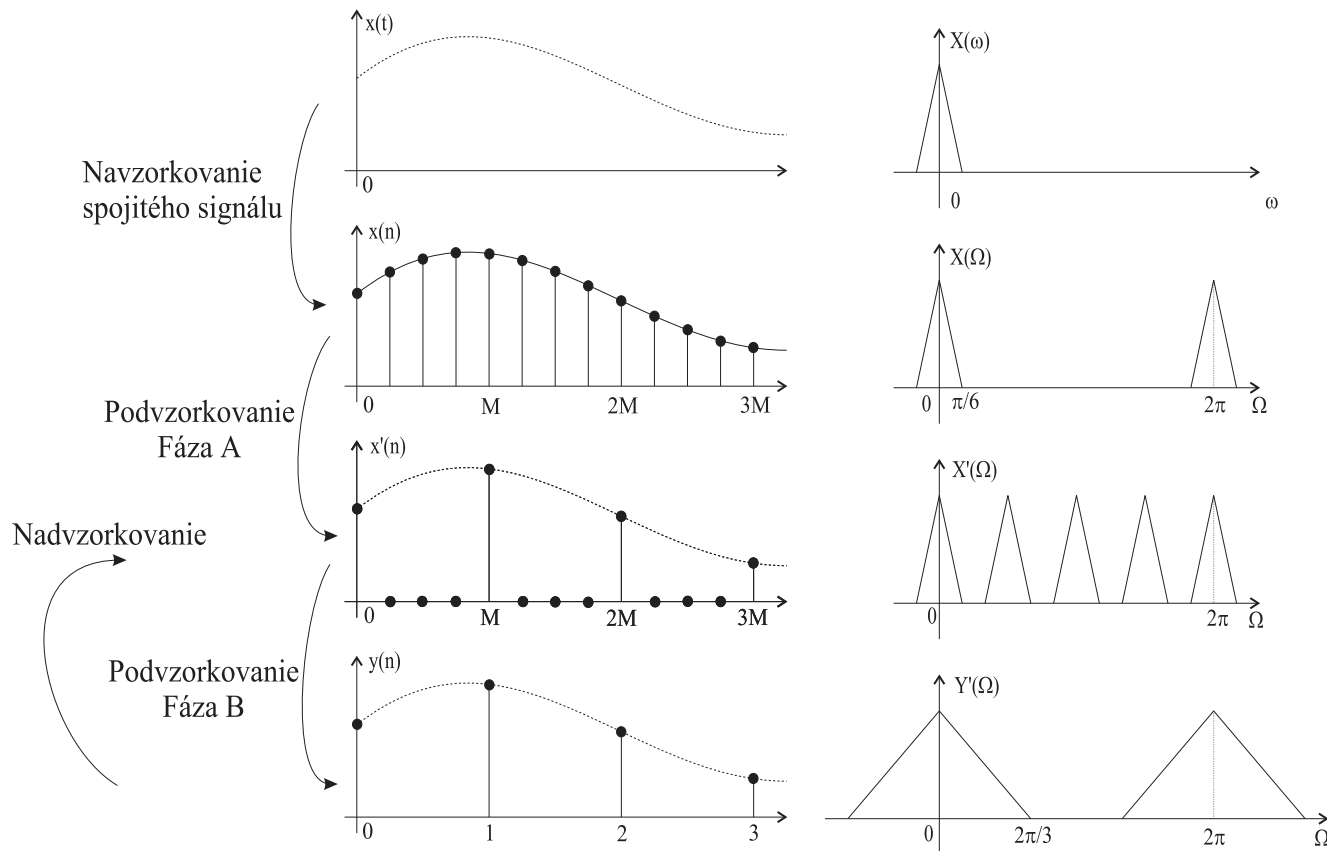 x(t)
0
X(ω)
0
ω
Navzorkovanie
spojitého signálu
x(n)
0
M
2M
3M
X(Ω)
0
π/6
2π
Ω
Podvzorkovanie
Fáza A
x'(n)
0
M
2M
3M
X'(Ω)
0
2π
Ω
Nadvzorkovanie
Podvzorkovanie
Fáza B
y(n)
0
1
2
3
Y'(Ω)
0
2π/3
2π
Ω